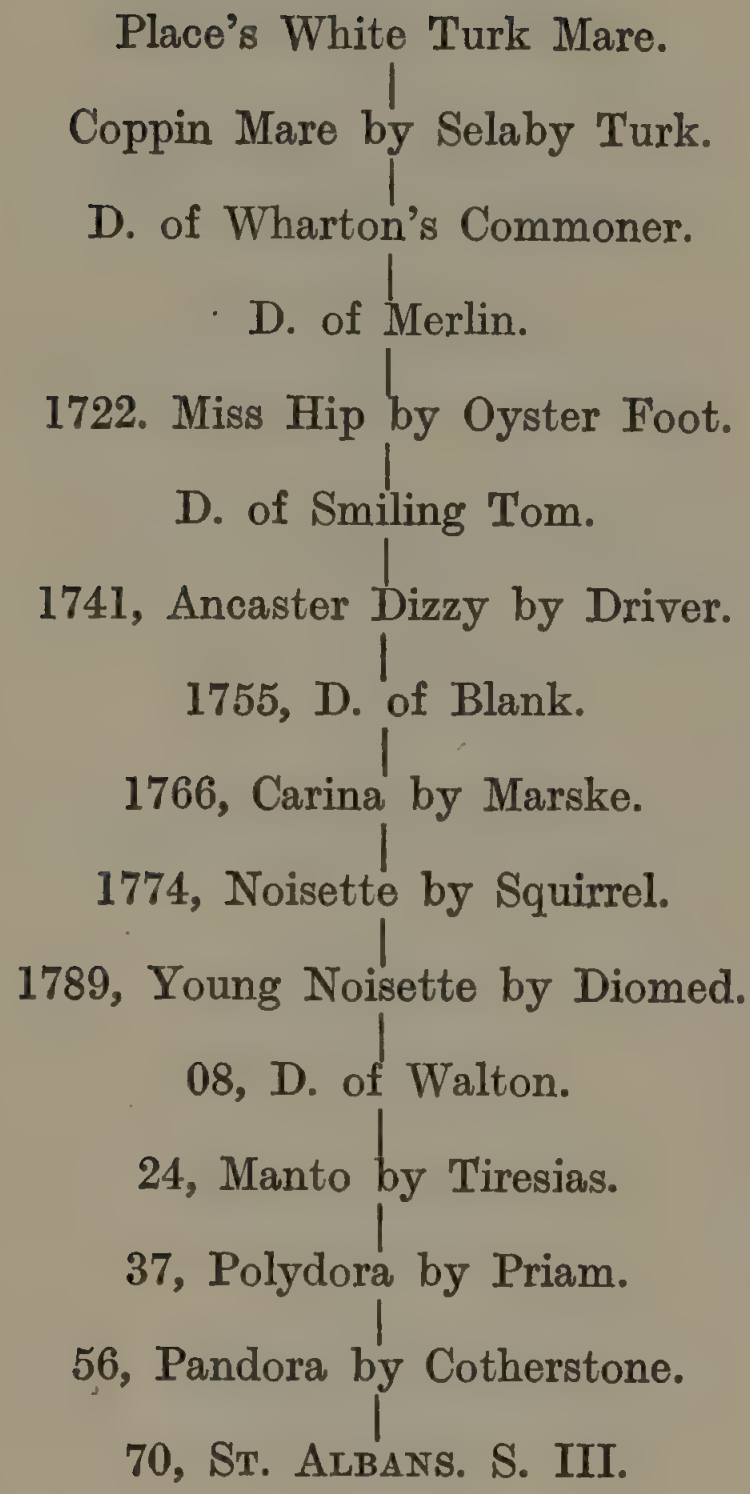 Place's White Turk Mare.
Coppin Mare by Selaby Turk.
D. of Wharton's Commoner.
D. of Merlin.
1722. Miss Hip by Oyster Foot.
D. of Smiling Tom.
1741, Ancaster Dizzy by Driver.
1755, D. of Blank.
1766, Carina by Marske.
1774, Noisette by Squirrel.
1789, Young Noisette by Diomed.
08, D. of Walton.
24, Manto by Tiresias.
37, Polydora by Priam.
56, Pandora by Cotherstone.
70, ST. ALBANS. S. III.